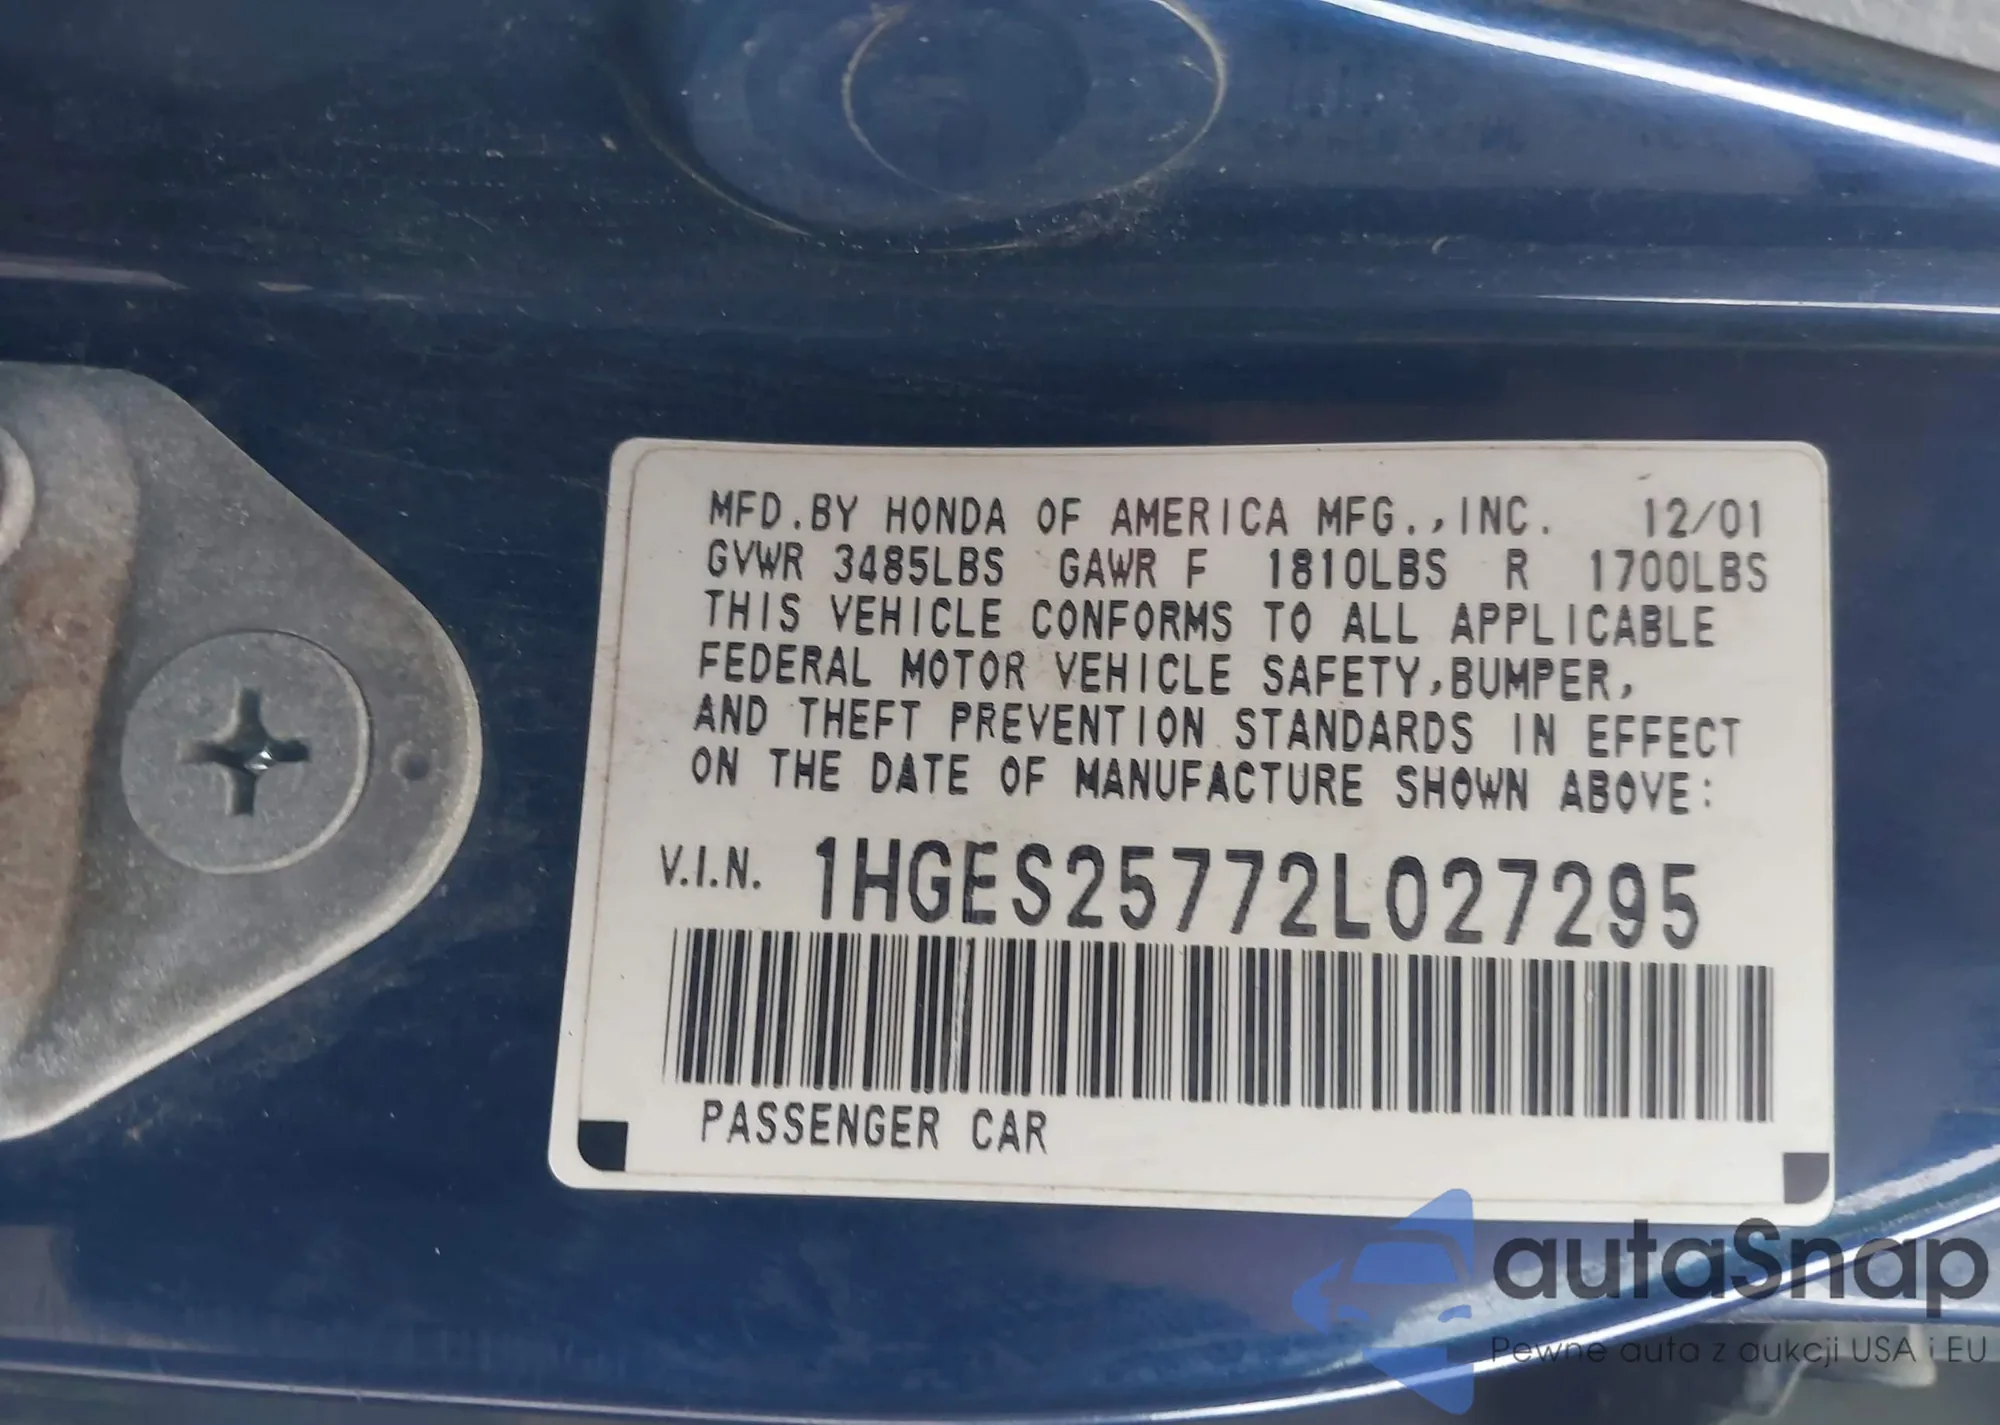 MFD.BY HONDA OF AMERICA MFG.,INC. 12/01
GVWR 3485LBS GAWR F 1810LBS R 1700LBS
THIS VEHICLE CONFORMS TO ALL APPLICABLE
FEDERAL MOTOR VEHICLE SAFETY,BUMPER,
AND THEFT PREVENTION STANDARDS IN EFFECT
ON THE DATE OF MANUFACTURE SHOWN ABOVE:
V.I.N. 1HGES25772L027295
PASSENGER CAR
autaSnap
Pewne auta z aukcji USA i EU